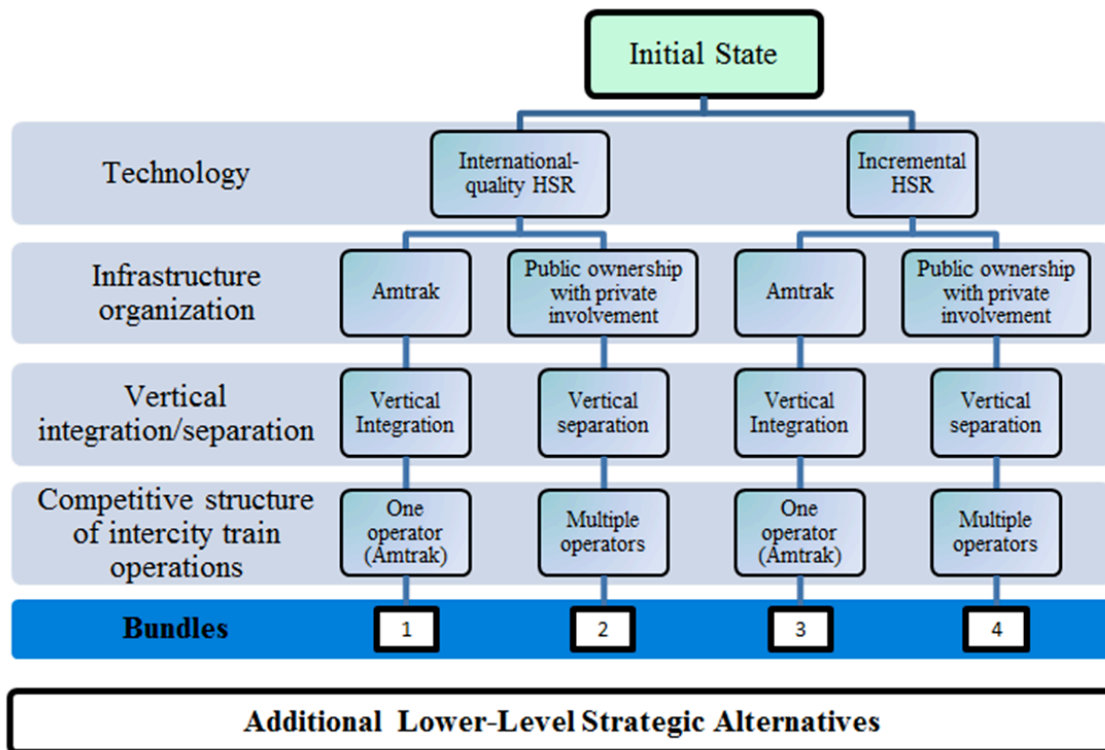 Initial State
Technology
International-
quality HSR
Incremental
HSR
Infrastructure
organization
Amtrak
Public ownership
with private
involvement
Amtrak
Public ownership
with private
involvement
Vertical
integration/separation
Vertical
Integration
Vertical
separation
Vertical
Integration
Vertical
separation
Competitive structure
of intercity train
operations
One
operator
(Amtrak)
Multiple
operators
One
operator
(Amtrak)
Multiple
operators
Bundles
1
2
3
4
Additional Lower-Level Strategic Alternatives